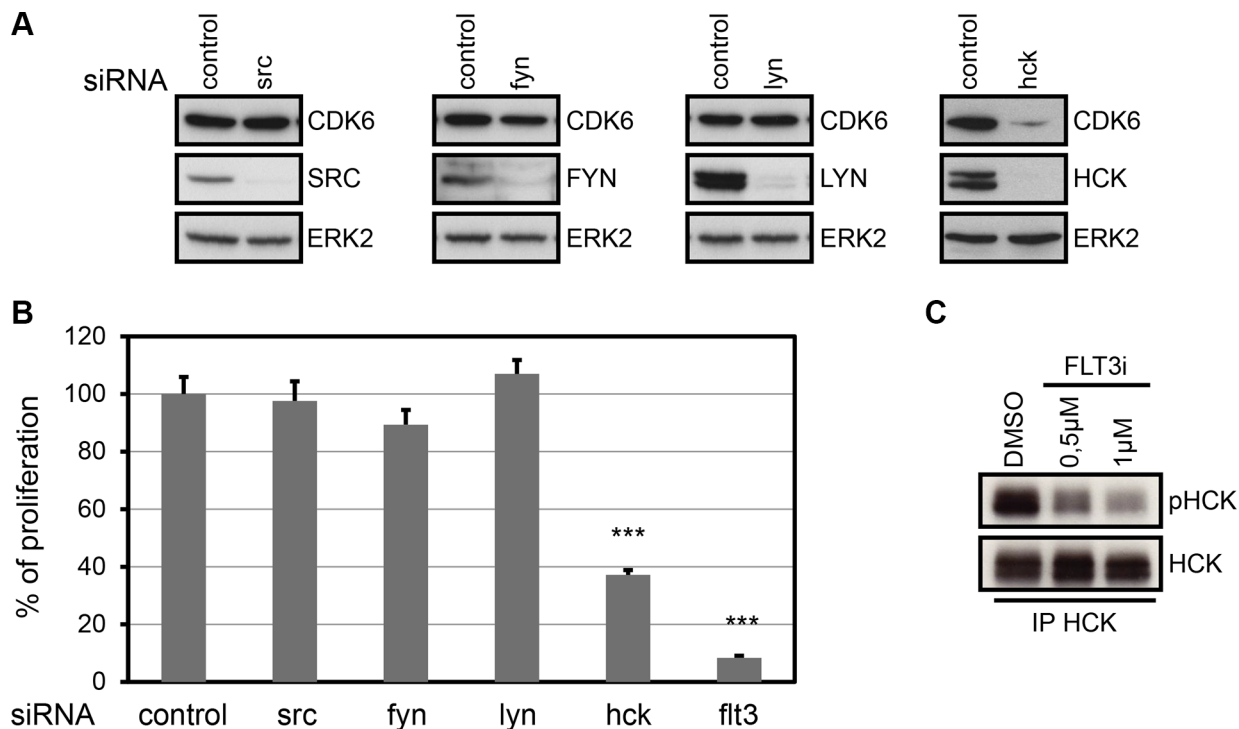 A
siRNA
control src
CDK6
SRC
ERK2
control fyn
CDK6
FYN
ERK2
control lyn
CDK6
LYN
ERK2
control hck
CDK6
HCK
ERK2
B
% of proliferation
120
100
80
60
40
20
0
***
***
siRNA control src fyn lyn hck flt3
C
FLT3i
DMSO 0,5µM 1µM
pHCK
HCK
IP HCK